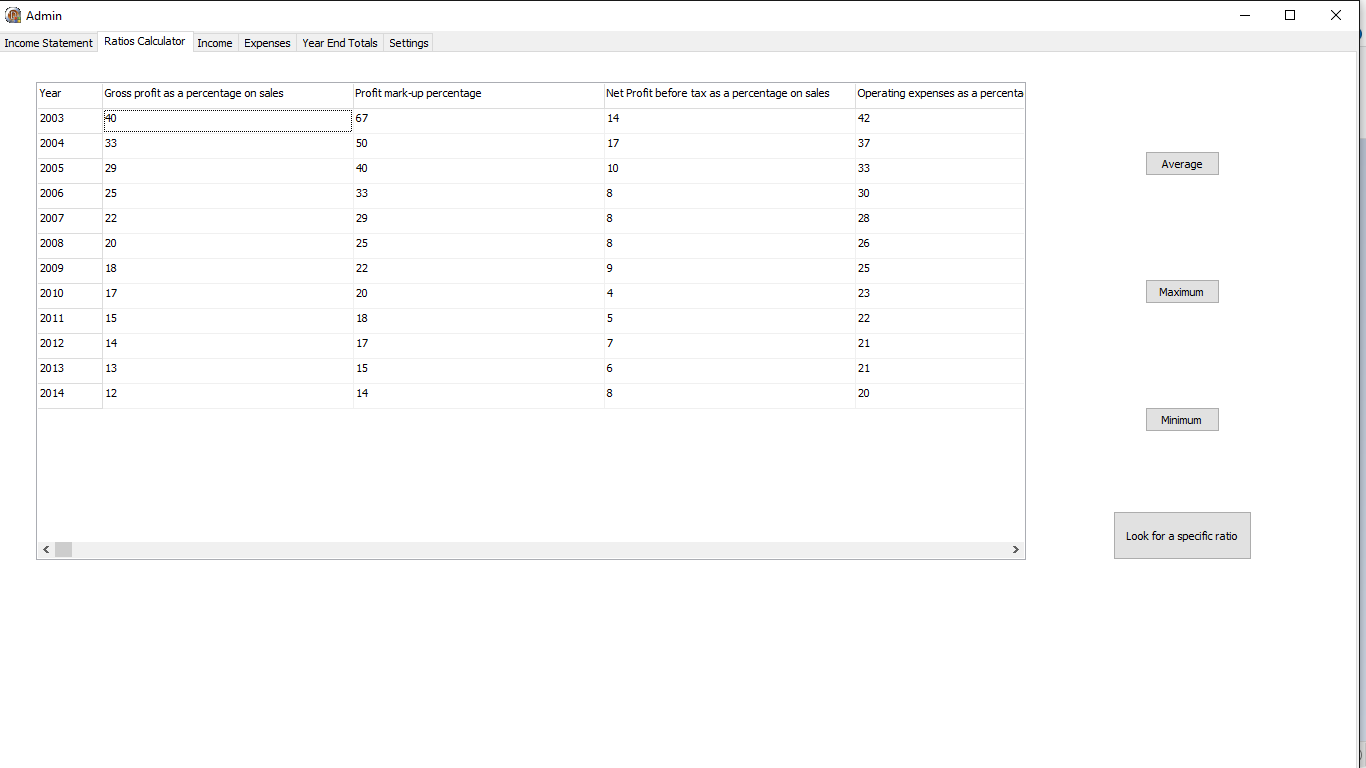 Admin
Income Statement Ratios Calculator Income Expenses Year End Totals Settings
Year Gross profit as a percentage on sales Profit mark-up percentage Net Profit before tax as a percentage on sales Operating expenses as a percenta
2003 40 67 14 42
2004 33 50 17 37
2005 29 40 10 33
2006 25 33 8 30
2007 22 29 8 28
2008 20 25 8 26
2009 18 22 9 25
2010 17 20 4 23
2011 15 18 5 22
2012 14 17 7 21
2013 13 15 6 21
2014 12 14 8 20
Average
Maximum
Minimum
Look for a specific ratio